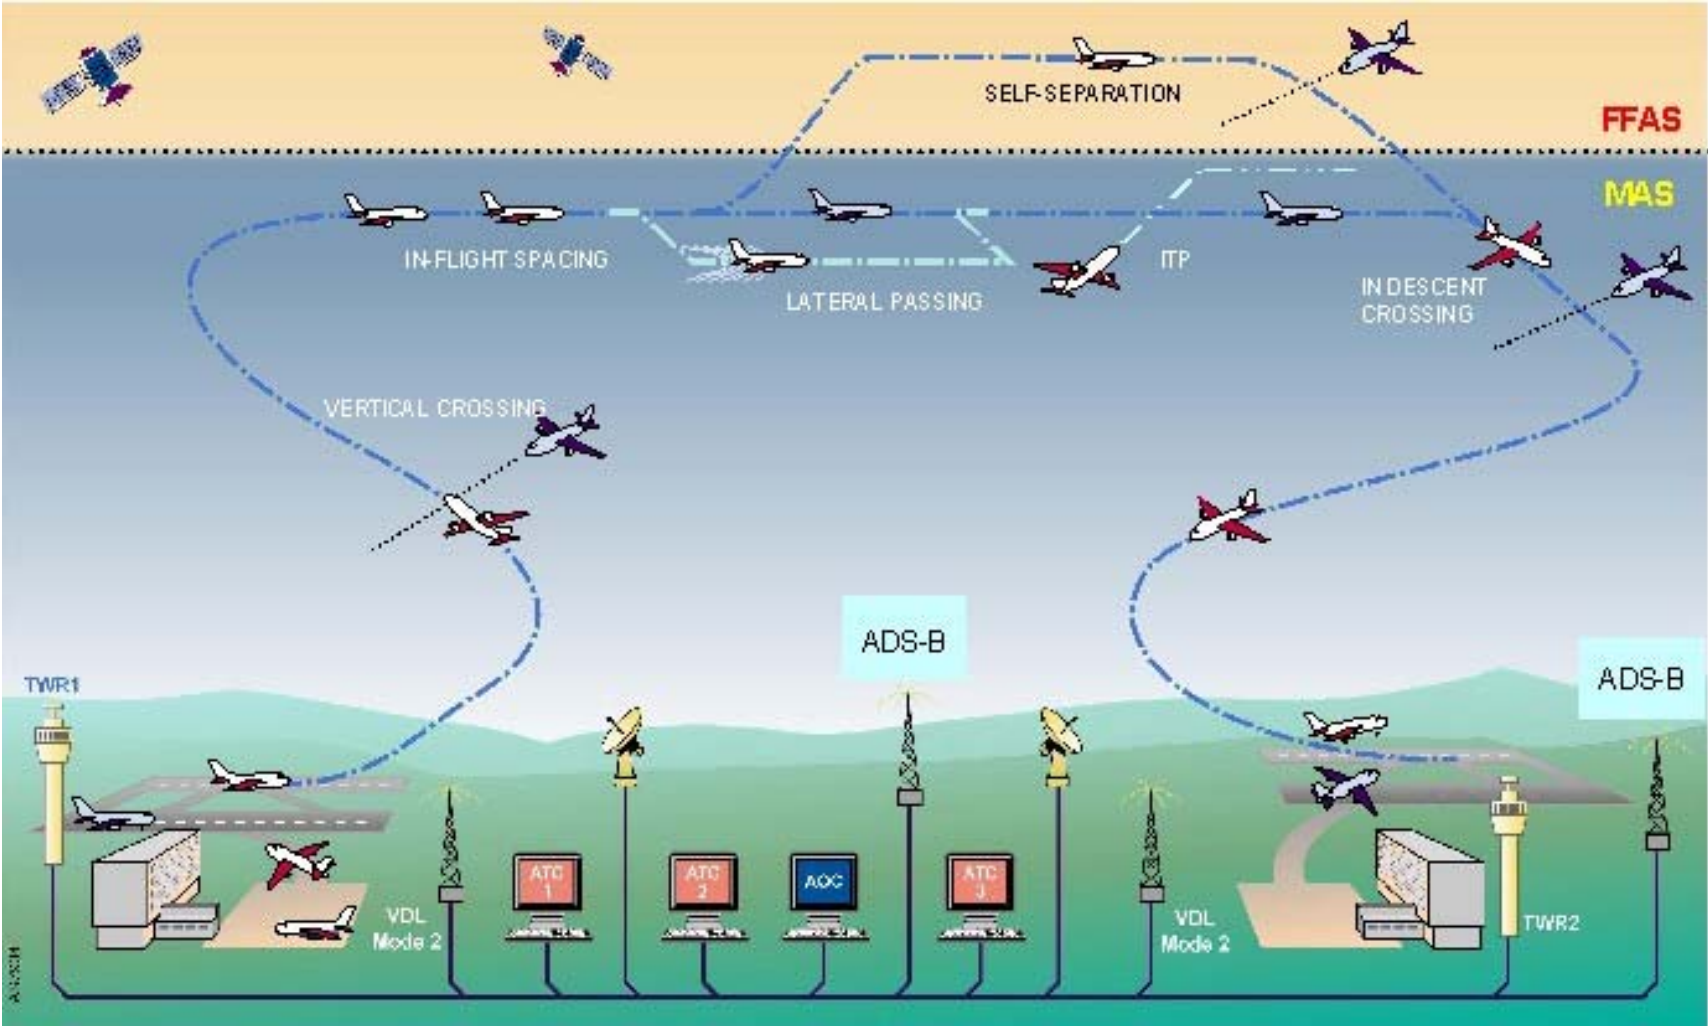 SELF-SEPARATION
FFAS
MAS
IN-FLIGHT SPACING
ITP
LATERAL PASSING
IN DESCENT
CROSSING
VERTICAL CROSSING
ADS-B
ADS-B
TWR1
ATC
1
ATC
2
AOC
ATC
3
VDL
Mode 2
VDL
Mode 2
TWR2